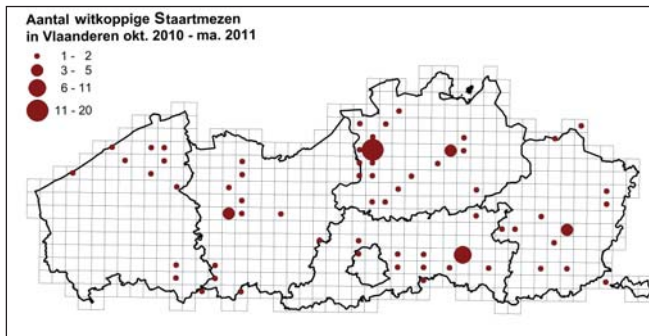 Aantal witkoppige Staartmezen
in Vlaanderen okt. 2010 - ma. 2011
1 - 2
3 - 5
6 - 11
11 - 20